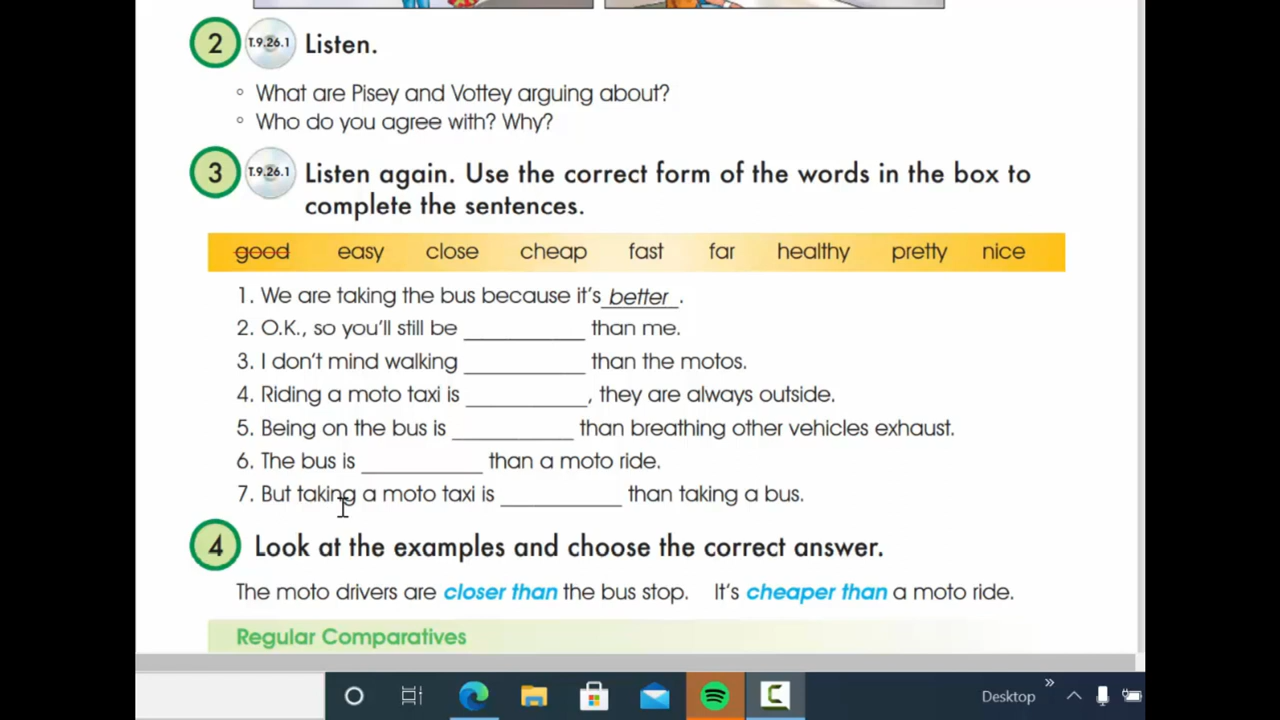 2 T.9.26.1 Listen.
◦ What are Pisey and Vottey arguing about?
◦ Who do you agree with? Why?
3 T.9.26.1 Listen again. Use the correct form of the words in the box to
complete the sentences.
good easy close cheap fast far healthy pretty nice
1. We are taking the bus because it's better.
2. O.K., so you'll still be __________ than me.
3. I don't mind walking __________ than the motos.
4. Riding a moto taxi is __________, they are always outside.
5. Being on the bus is __________ than breathing other vehicles exhaust.
6. The bus is __________ than a moto ride.
7. But taking a moto taxi is __________ than taking a bus.
4 Look at the examples and choose the correct answer.
The moto drivers are closer than the bus stop. It's cheaper than a moto ride.
Regular Comparatives
Desktop